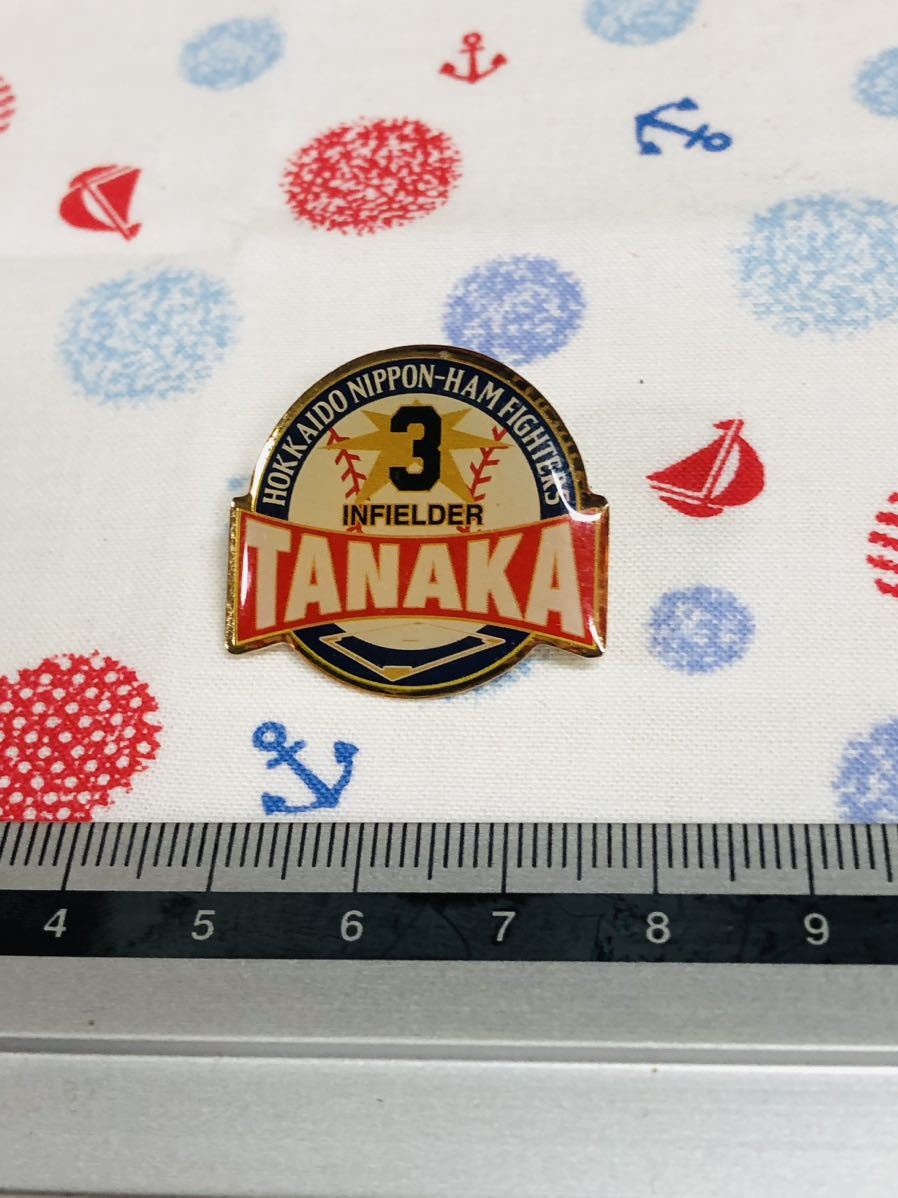 HOKKAIDO NIPPON-HAM FIGHTERS
3
INFIELDER
TANAKA
4 5 6 7 8 9